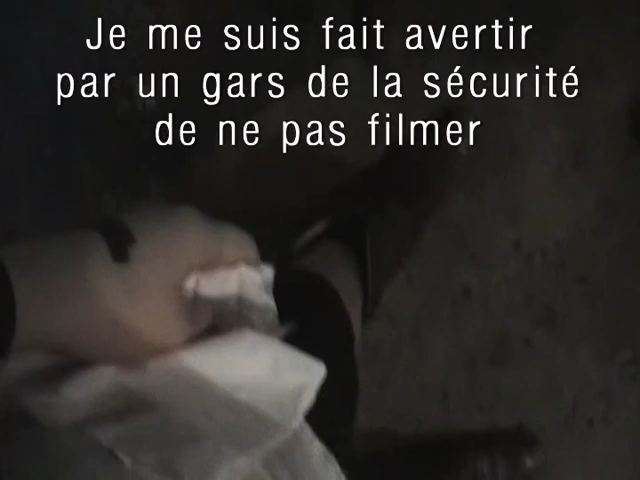 Je me suis fait avertir
par un gars de la sécurité
de ne pas filmer